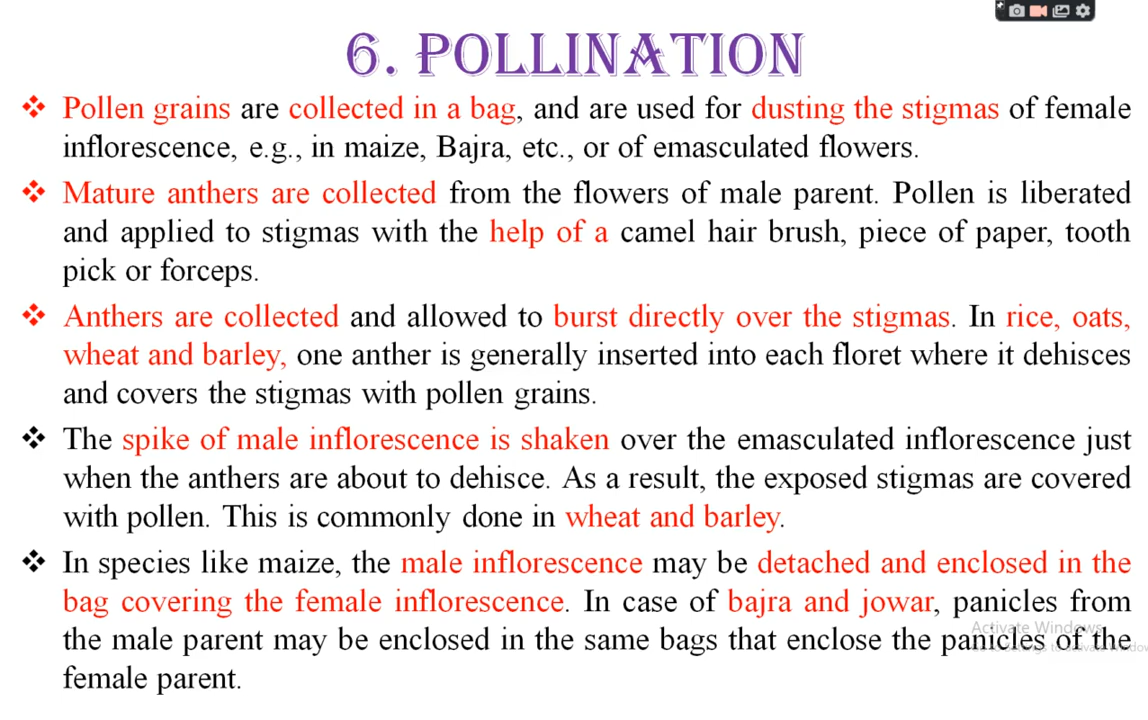 6. POLLINATION
❖ Pollen grains are collected in a bag, and are used for dusting the stigmas of female
inflorescence, e.g., in maize, Bajra, etc., or of emasculated flowers.
❖ Mature anthers are collected from the flowers of male parent. Pollen is liberated
and applied to stigmas with the help of a camel hair brush, piece of paper, tooth
pick or forceps.
❖ Anthers are collected and allowed to burst directly over the stigmas. In rice, oats,
wheat and barley, one anther is generally inserted into each floret where it dehisces
and covers the stigmas with pollen grains.
❖ The spike of male inflorescence is shaken over the emasculated inflorescence just
when the anthers are about to dehisce. As a result, the exposed stigmas are covered
with pollen. This is commonly done in wheat and barley.
❖ In species like maize, the male inflorescence may be detached and enclosed in the
bag covering the female inflorescence. In case of bajra and jowar, panicles from
Activate Windows
the male parent may be enclosed in the same bags that enclose the panicles of the
to Settings to Activate Windows
female parent.